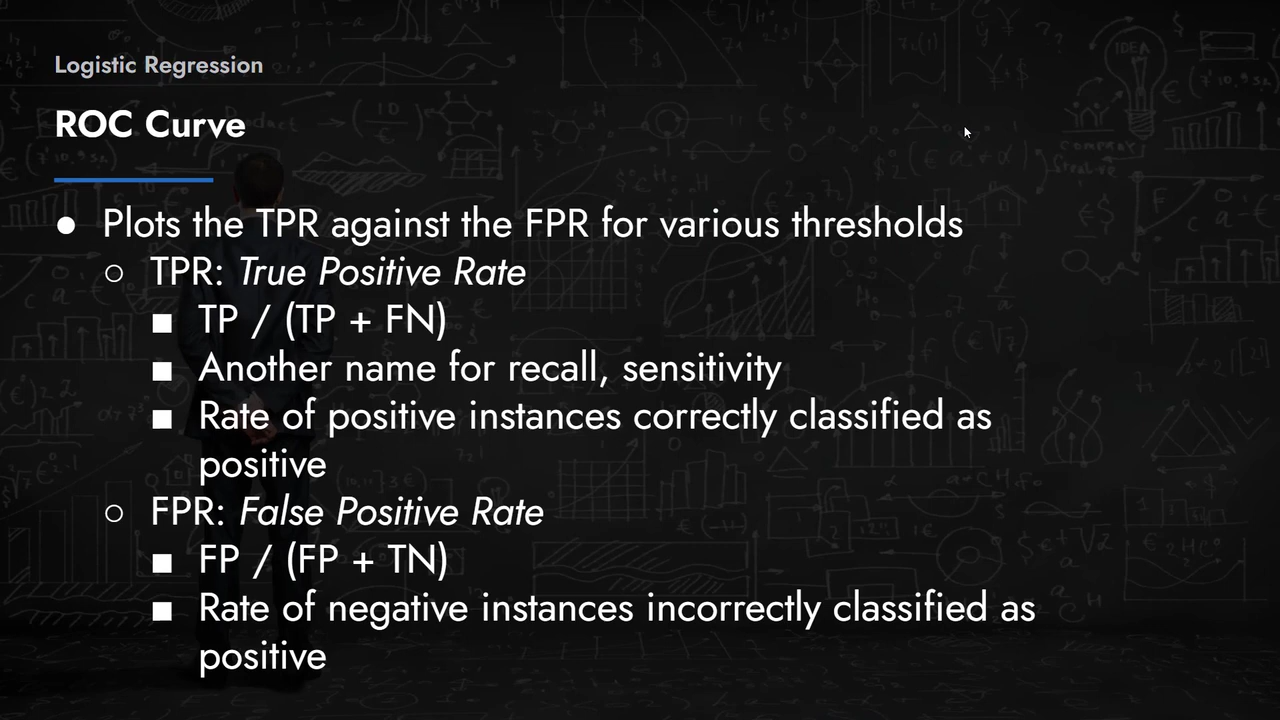 Logistic Regression
ROC Curve
● Plots the TPR against the FPR for various thresholds
○ TPR: True Positive Rate
■ TP / (TP + FN)
■ Another name for recall, sensitivity
■ Rate of positive instances correctly classified as
positive
○ FPR: False Positive Rate
■ FP / (FP + TN)
■ Rate of negative instances incorrectly classified as
positive
IDEA